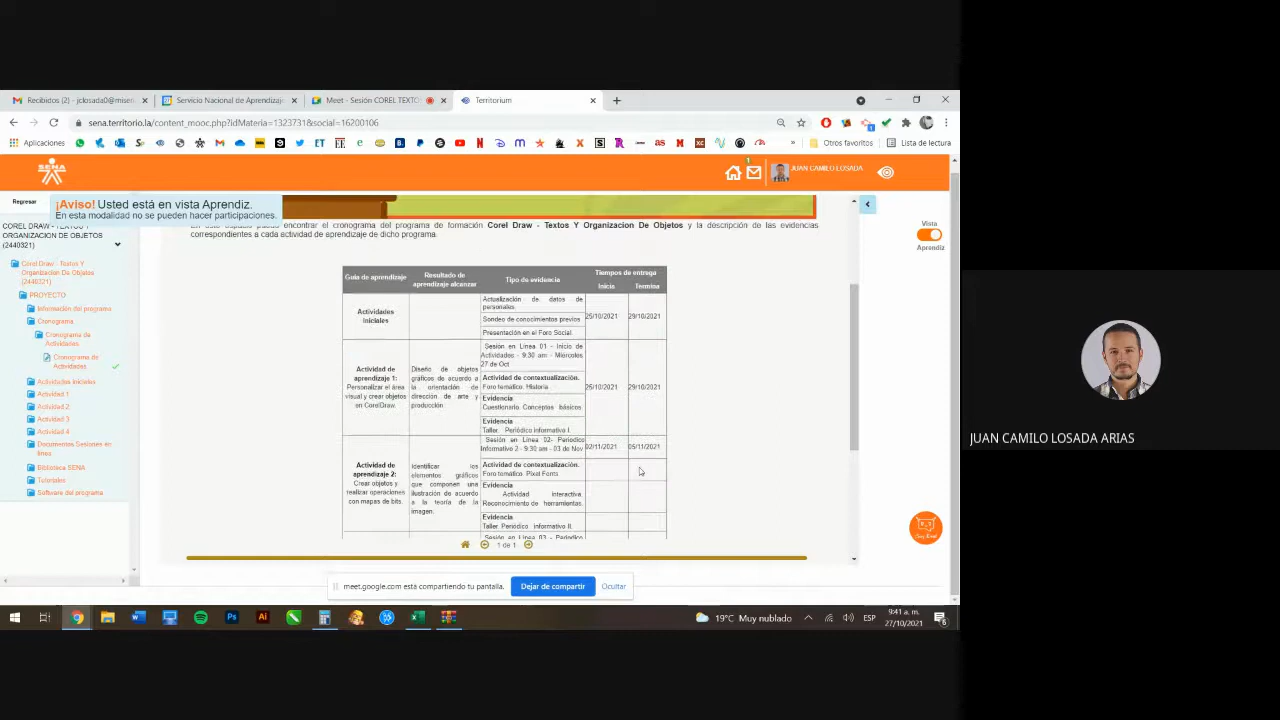 Recibidos (2) - jclosada0@misen
Servicio Nacional de Aprendizaje
Meet - Sesión COREL TEXTO
Territorium
sena.territorio.la/content_mooc.php?idMateria=1323731&social=16200106
Aplicaciones
Otros favoritos
Lista de lectura
SENA
1
JUAN CAMILO LOSADA
Regresar
¡Aviso! Usted está en vista Aprendiz.
En esta modalidad no se pueden hacer participaciones.
COREL DRAW - TEXTOS Y
ORGANIZACION DE OBJETOS
(2440321)
Corel Draw - Textos Y
Organizacion De Objetos
(2440321)
PROYECTO
Información del programa
Cronograma
Cronograma de
Actividades
Cronograma de
Actividades
Actividades Iniciales
Actividad 1
Actividad 2
Actividad 3
Actividad 4
Documentos Sesiones en
línea
Biblioteca SENA
Tutoriales
Software del programa
Vista
Aprendiz
En este espacio puede encontrar el cronograma del programa de formación Corel Draw - Textos Y Organizacion De Objetos y la descripción de las evidencias
correspondientes a cada actividad de aprendizaje de dicho programa.
Guía de aprendizaje
Resultado de
aprendizaje alcanzar
Tipo de evidencia
Tiempos de entrega
Inicia
Termina
Actividades
iniciales
Actualización de datos de
personales.
Sondeo de conocimientos previos
Presentación en el Foro Social.
25/10/2021
29/10/2021
Actividad de
aprendizaje 1:
Personalizar el área
visual y crear objetos
en CorelDraw.
Diseño de objetos
gráficos de acuerdo a
la orientación de
dirección de arte y
producción
Sesión en Línea 01 - Inicio de
Actividades - 9:30 am - Miércoles
27 de Oct
Actividad de contextualización.
Foro temático. Historia
Evidencia
Cuestionario. Conceptos básicos
Evidencia
Taller. Periódico informativo I.
25/10/2021
29/10/2021
Actividad de
aprendizaje 2:
Crear objetos y
realizar operaciones
con mapas de bits.
Identificar los
elementos gráficos
que componen una
ilustración de acuerdo
a la teoría de la
imagen.
Sesión en Línea 02- Periodico
Informativo 2 - 9:30 am - 03 de Nov
02/11/2021
05/11/2021
Actividad de contextualización.
Foro temático. Pixel Fonts
Evidencia
Actividad interactiva.
Reconocimiento de herramientas.
Evidencia
Taller. Periódico informativo II.
Sesión en Línea 03 - Periodico
1 de 1
meet.google.com está compartiendo tu pantalla.
Dejar de compartir
Ocultar
19°C Muy nublado
ESP
9:41 a. m.
27/10/2021
JUAN CAMILO LOSADA ARIAS